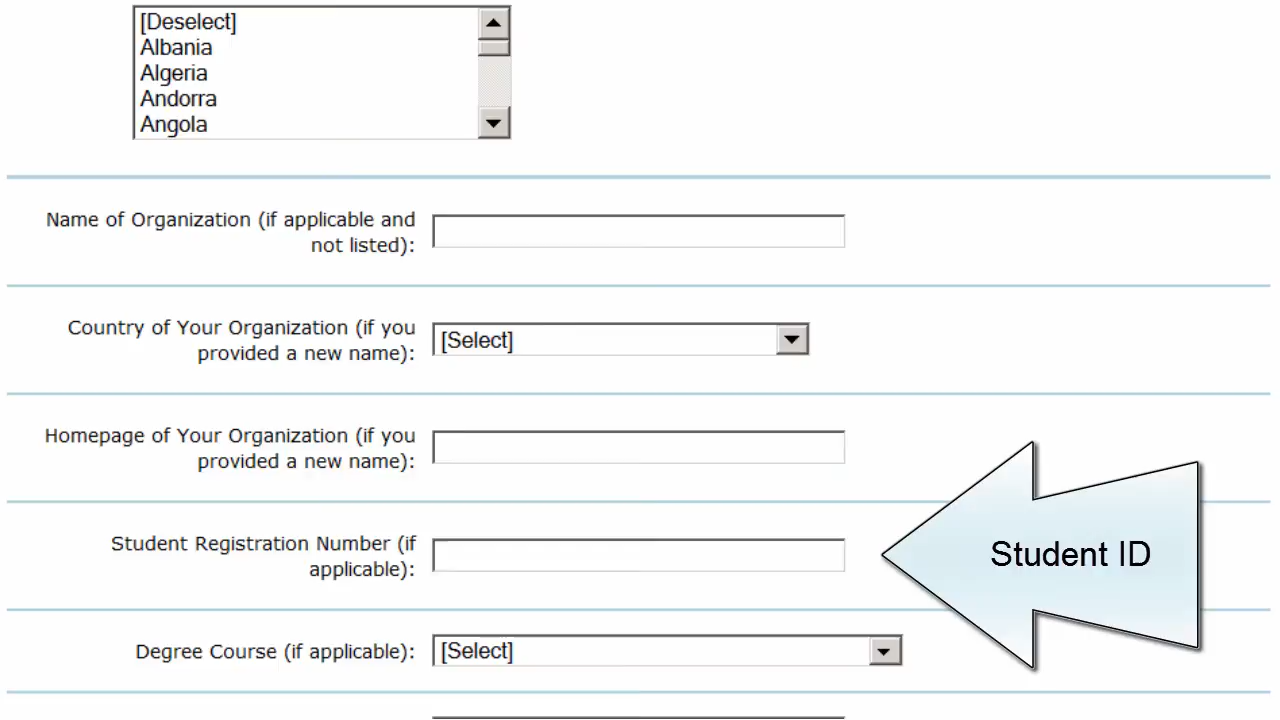 [Deselect]
Albania
Algeria
Andorra
Angola
Name of Organization (if applicable and
not listed):
Country of Your Organization (if you
provided a new name):
[Select]
Homepage of Your Organization (if you
provided a new name):
Student Registration Number (if
applicable):
Student ID
Degree Course (if applicable):
[Select]